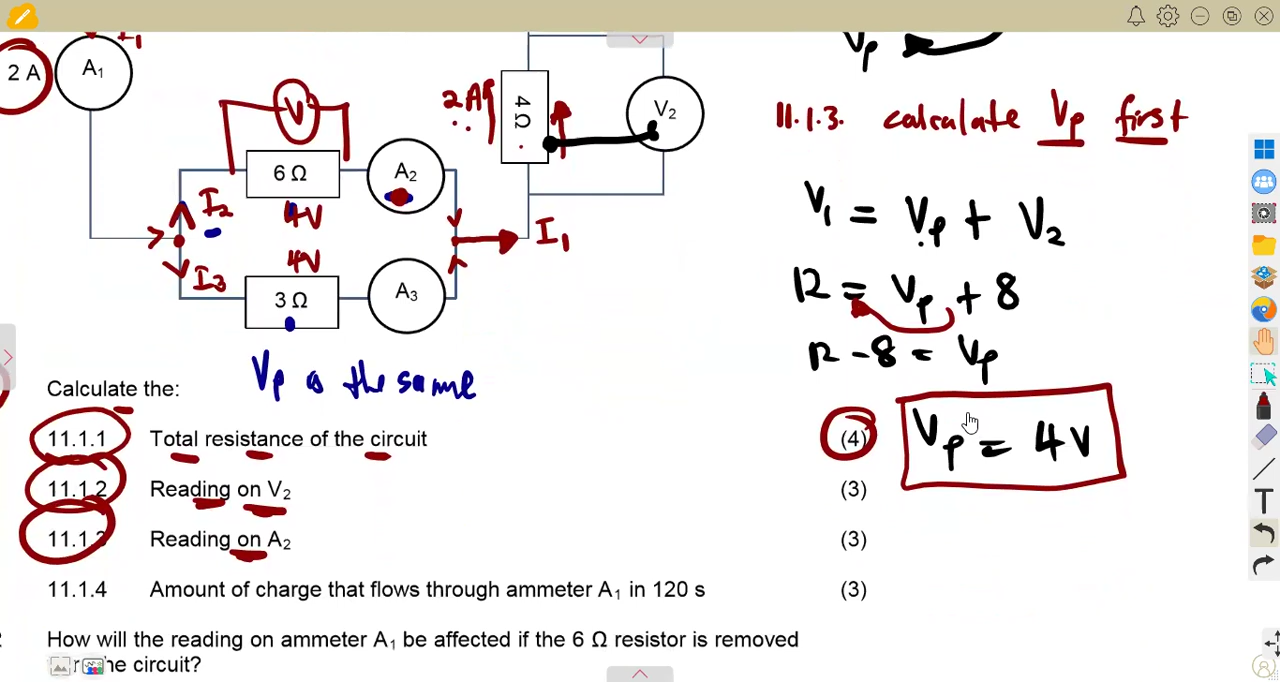 I1
2 A
A1
V
6 Ω
A2
I2
4V
4V
I3
3 Ω
A3
I1
2A
4 Ω
V2
Vp is the same
Vp
11.1.3. calculate Vp first
V1 = Vp + V2
12 = Vp + 8
12 - 8 = Vp
Vp = 4V
Calculate the:
11.1.1 Total resistance of the circuit (4)
11.1.2 Reading on V2 (3)
11.1.3 Reading on A2 (3)
11.1.4 Amount of charge that flows through ammeter A1 in 120 s (3)
How will the reading on ammeter A1 be affected if the 6 Ω resistor is removed
he circuit?
T